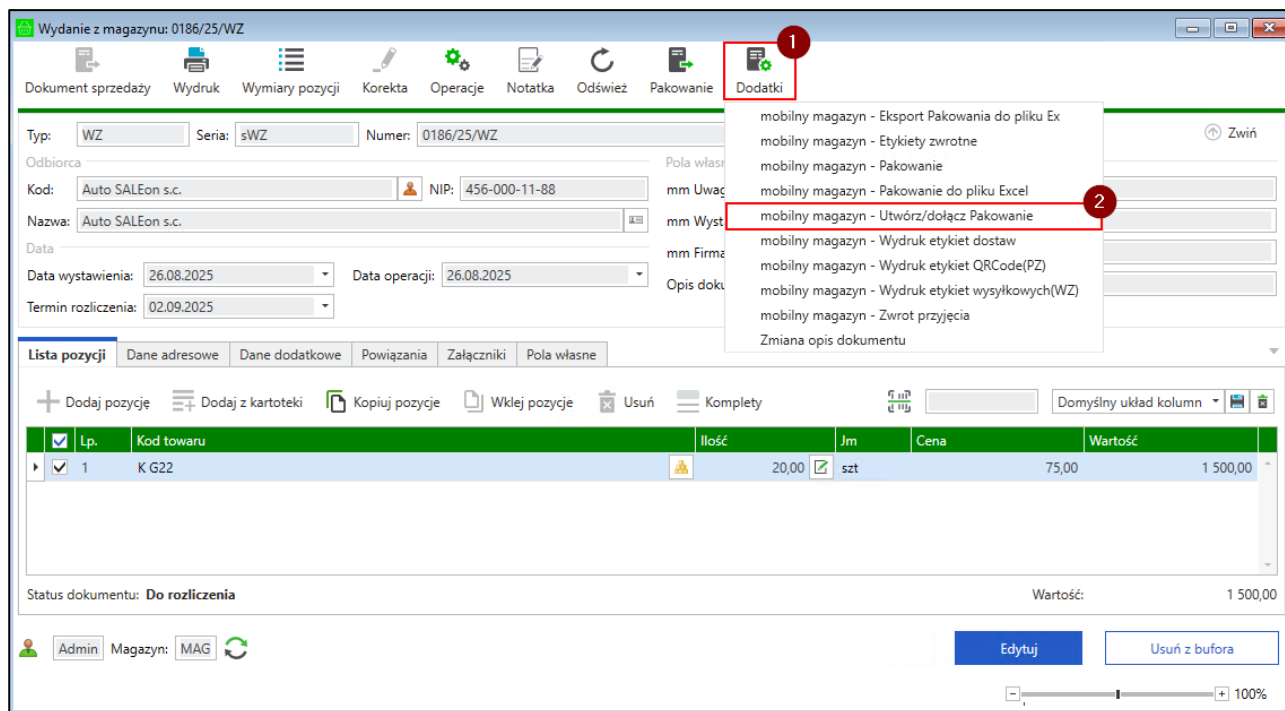 Wydanie z magazynu: 0186/25/WZ
1
Dokument sprzedaży Wydruk Wymiary pozycji Korekta Operacje Notatka Odśwież Pakowanie Dodatki
mobilny magazyn - Eksport Pakowania do pliku Ex
mobilny magazyn - Etykiety zwrotne
mobilny magazyn - Pakowanie
mobilny magazyn - Pakowanie do pliku Excel
2
mobilny magazyn - Utwórz/dołącz Pakowanie
mobilny magazyn - Wydruk etykiet dostaw
mobilny magazyn - Wydruk etykiet QRCode(PZ)
mobilny magazyn - Wydruk etykiet wysyłkowych(WZ)
mobilny magazyn - Zwrot przyjęcia
Zmiana opis dokumentu
Typ: WZ Seria: sWZ Numer: 0186/25/WZ Zwiń
Odbiorca Pola włas
Kod: Auto SALEon s.c. NIP: 456-000-11-88 mm Uwag
Nazwa: Auto SALEon s.c. mm Wyst
Data mm Firma
Data wystawienia: 26.08.2025 Data operacji: 26.08.2025 Opis doku
Termin rozliczenia: 02.09.2025
Lista pozycji Dane adresowe Dane dodatkowe Powiązania Załączniki Pola własne
Dodaj pozycję Dodaj z kartoteki Kopiuj pozycje Wklej pozycje Usuń Komplety Domyślny układ kolumn
Lp. Kod towaru Ilość Jm Cena Wartość
1 K G22 20,00 szt 75,00 1 500,00
Status dokumentu: Do rozliczenia Wartość: 1 500,00
Admin Magazyn: MAG Edytuj Usuń z bufora
100%